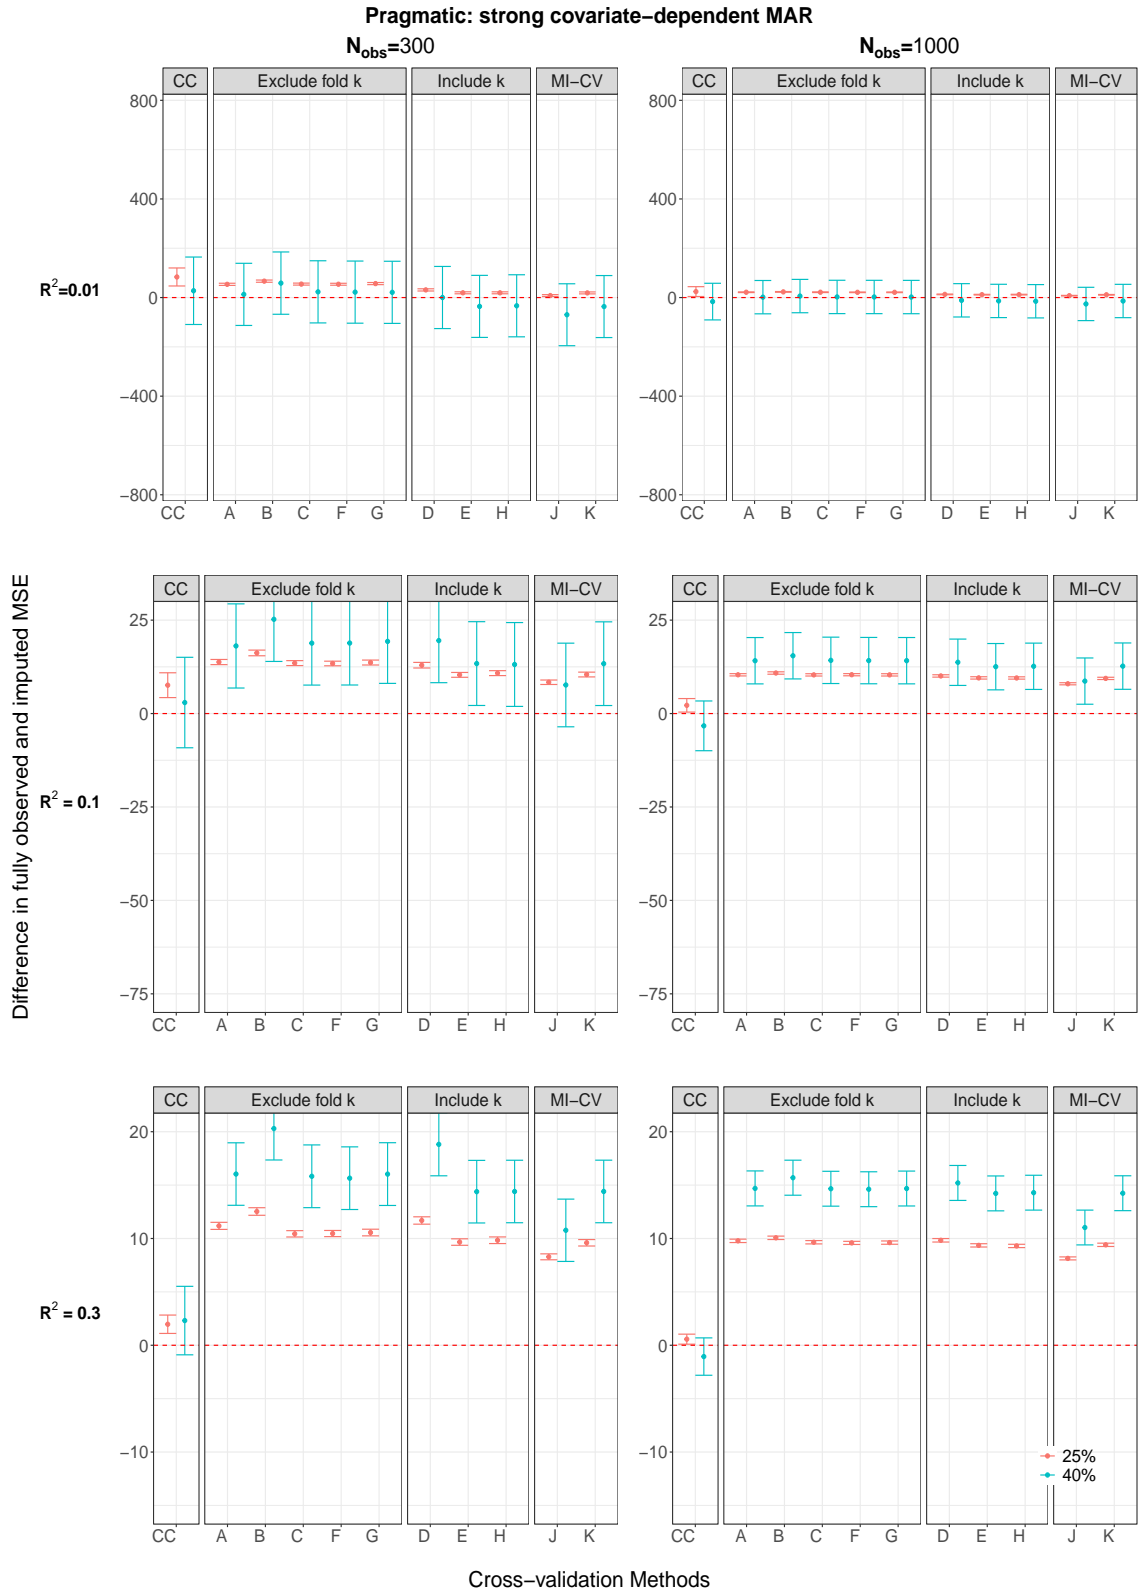 Pragmatic: strong covariate−dependent MAR
N_obs=300 N_obs=1000
CC Exclude fold k Include k MI−CV CC Exclude fold k Include k MI−CV
800 800
400 400
R²=0.01 0 0
−400 −400
−800 −800
CC A B C F G D E H J K CC A B C F G D E H J K
Difference in fully observed and imputed MSE
CC Exclude fold k Include k MI−CV CC Exclude fold k Include k MI−CV
25 25
0 0
−25 −25
R² = 0.1
−50 −50
−75 −75
CC A B C F G D E H J K CC A B C F G D E H J K
CC Exclude fold k Include k MI−CV CC Exclude fold k Include k MI−CV
20 20
10 10
R² = 0.3
0 0
−10 −10
25%
40%
CC A B C F G D E H J K CC A B C F G D E H J K
Cross−validation Methods